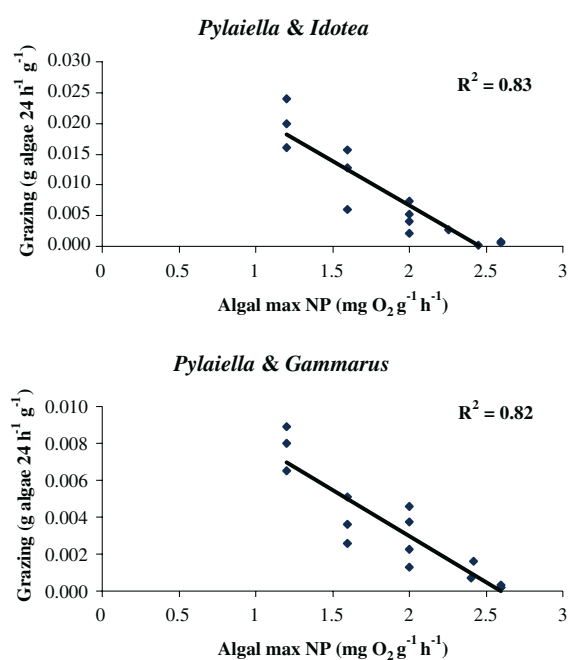 Pylaiella & Idotea
0.030
0.025
0.020
0.015
0.010
0.005
0.000
Grazing (g algae 24 h⁻¹ g⁻¹)
R² = 0.83
0 0.5 1 1.5 2 2.5 3
Algal max NP (mg O₂ g⁻¹ h⁻¹)
Pylaiella & Gammarus
0.010
0.008
0.006
0.004
0.002
0.000
Grazing (g algae 24 h⁻¹ g⁻¹)
R² = 0.82
0 0.5 1 1.5 2 2.5 3
Algal max NP (mg O₂ g⁻¹ h⁻¹)